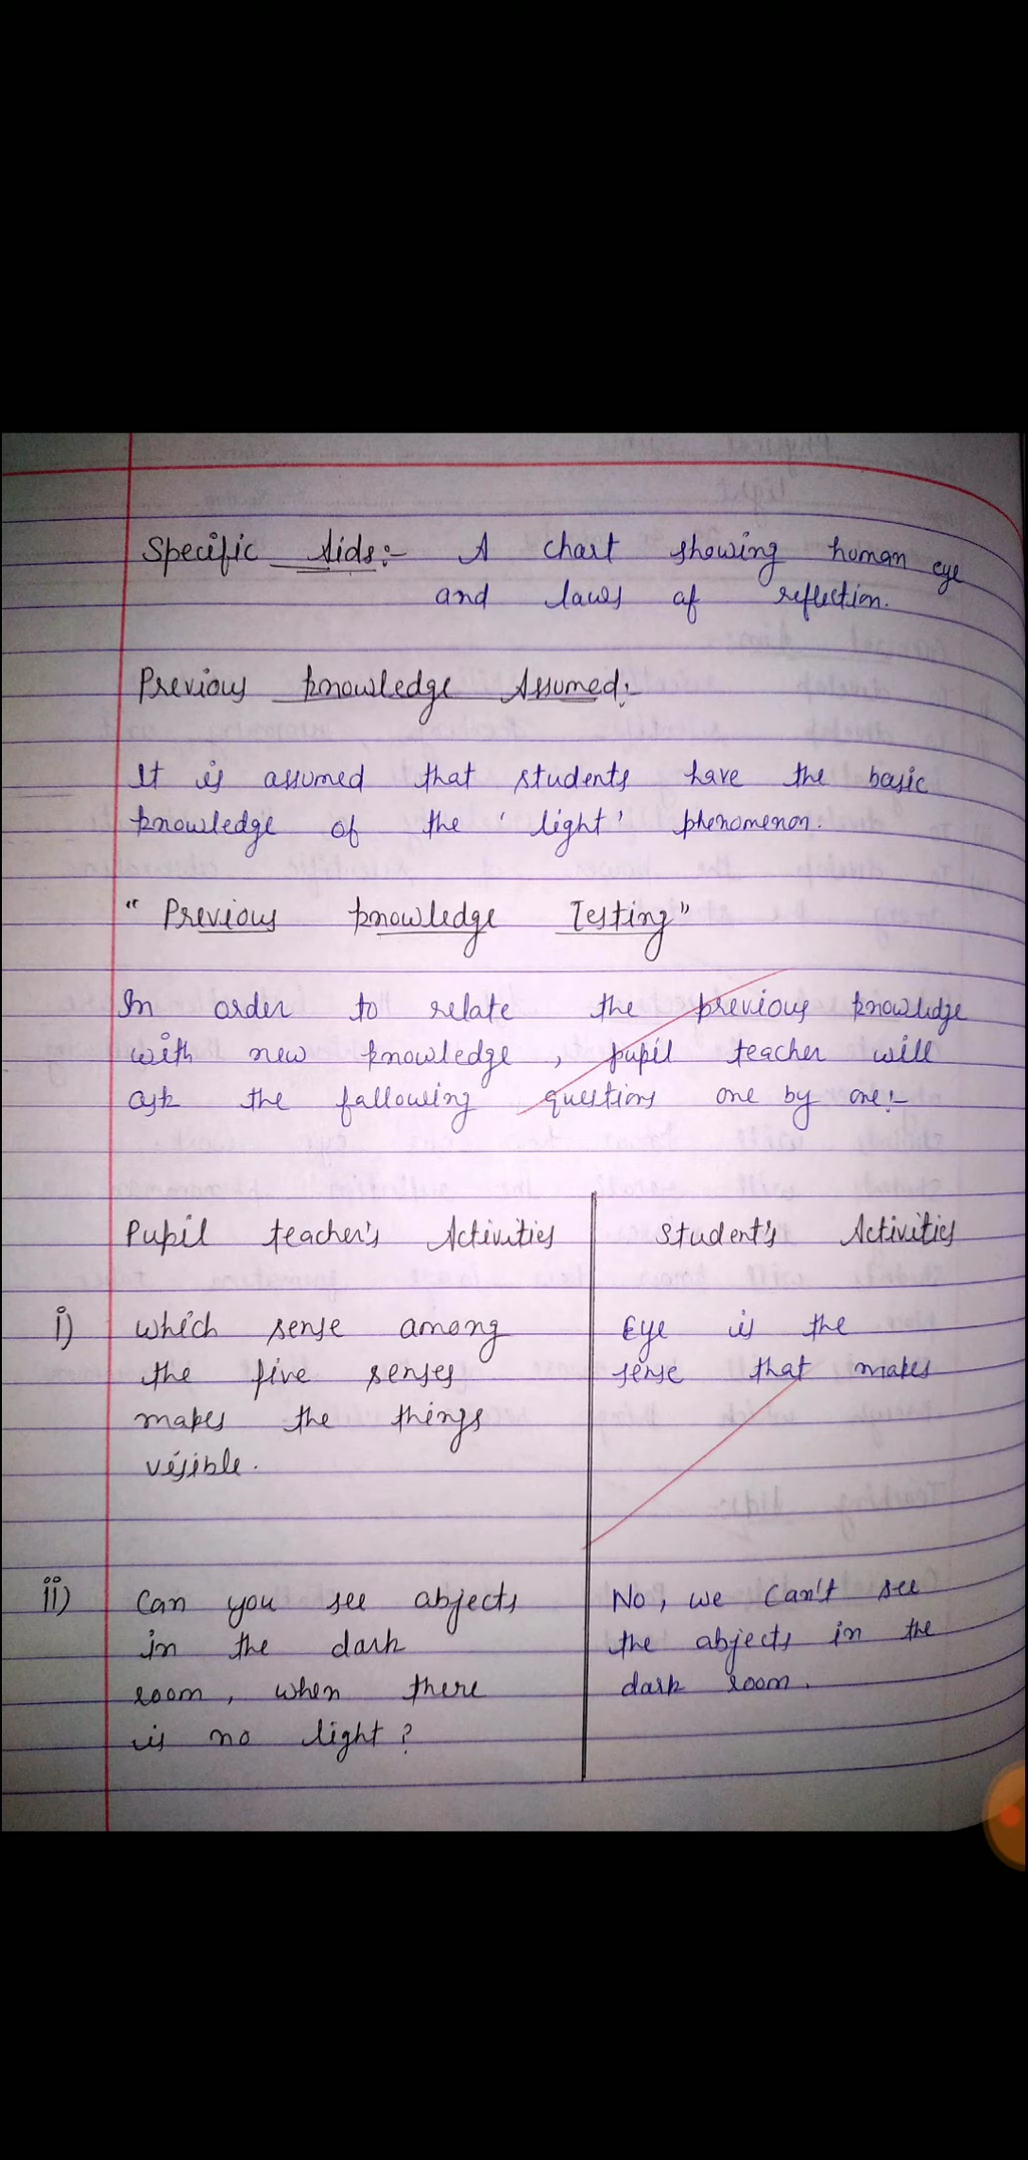 Specific Aids:- A chart showing human eye
and laws of reflection.
Previous knowledge Assumed:-
It is assumed that students have the basic
knowledge of the 'light' phenomenon.
"Previous knowledge Testing"
In order to relate the previous knowledge
with new knowledge, pupil teacher will
ask the following questions one by one:-
Pupil teacher's Activities
Student's Activities
i) which sense among
the five senses
makes the things
visible.
Eye is the
sense that makes
ii) Can you see objects
in the dark
room, when there
is no light?
No, we Can't see
the objects in the
dark room.